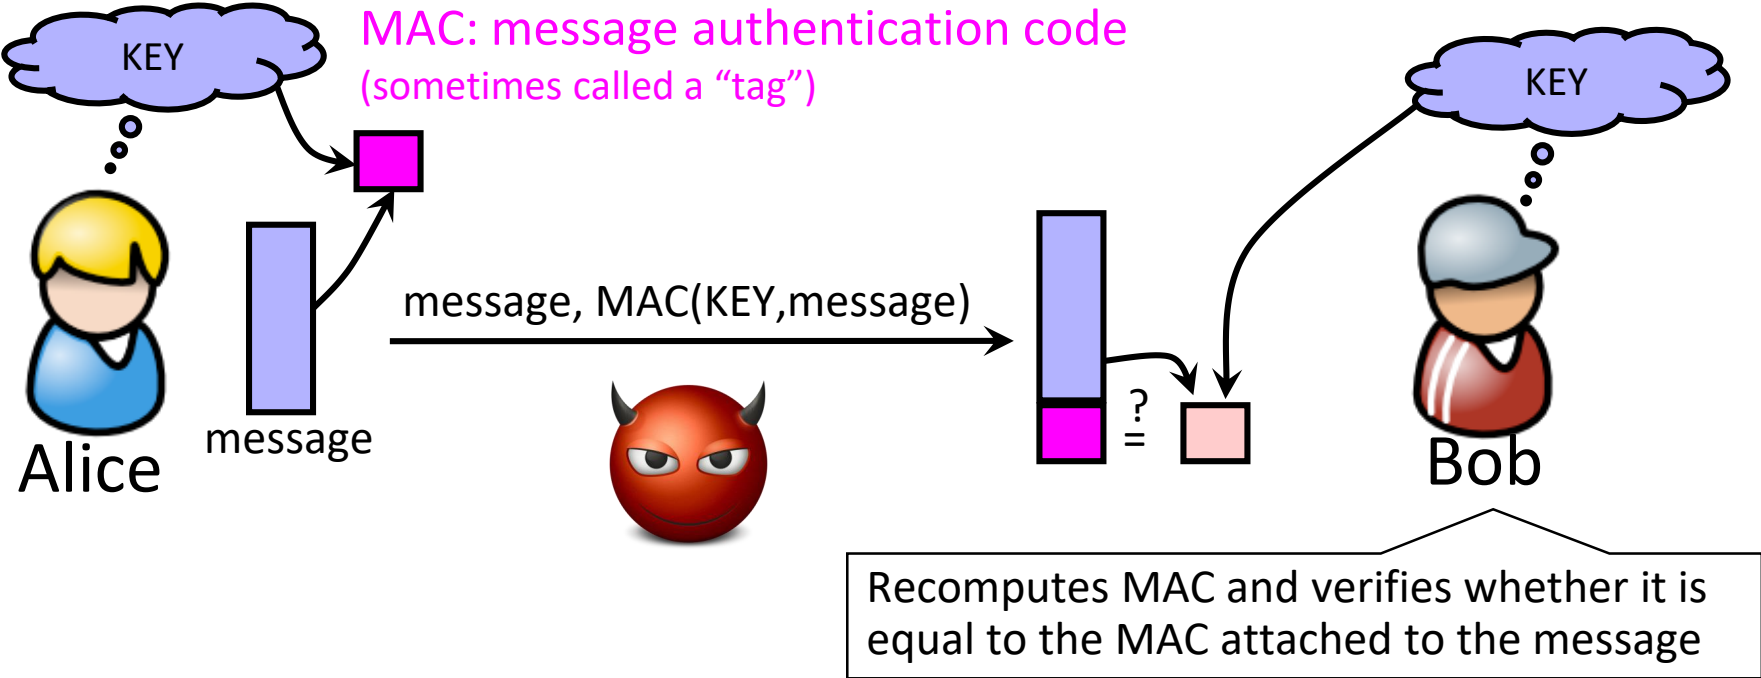 MAC: message authentication code
(sometimes called a “tag”)
KEY
KEY
message, MAC(KEY,message)
message
?
=
Alice
Bob
Recomputes MAC and verifies whether it is
equal to the MAC attached to the message